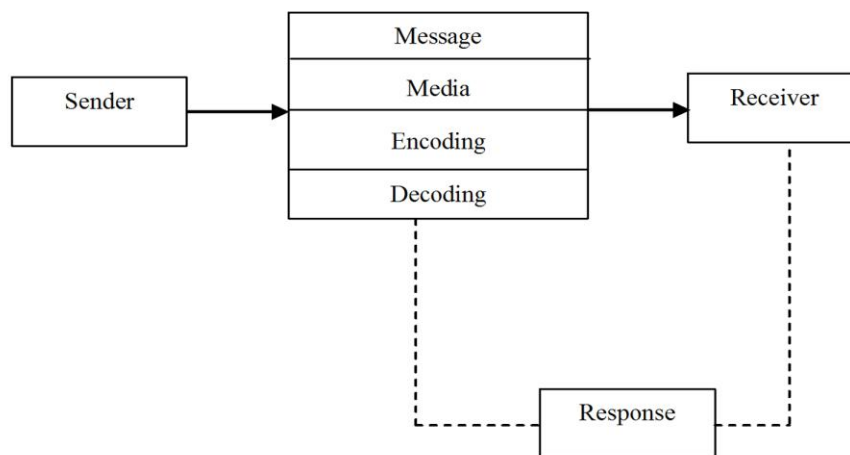 Message
Sender
Media
Receiver
Encoding
Decoding
Response